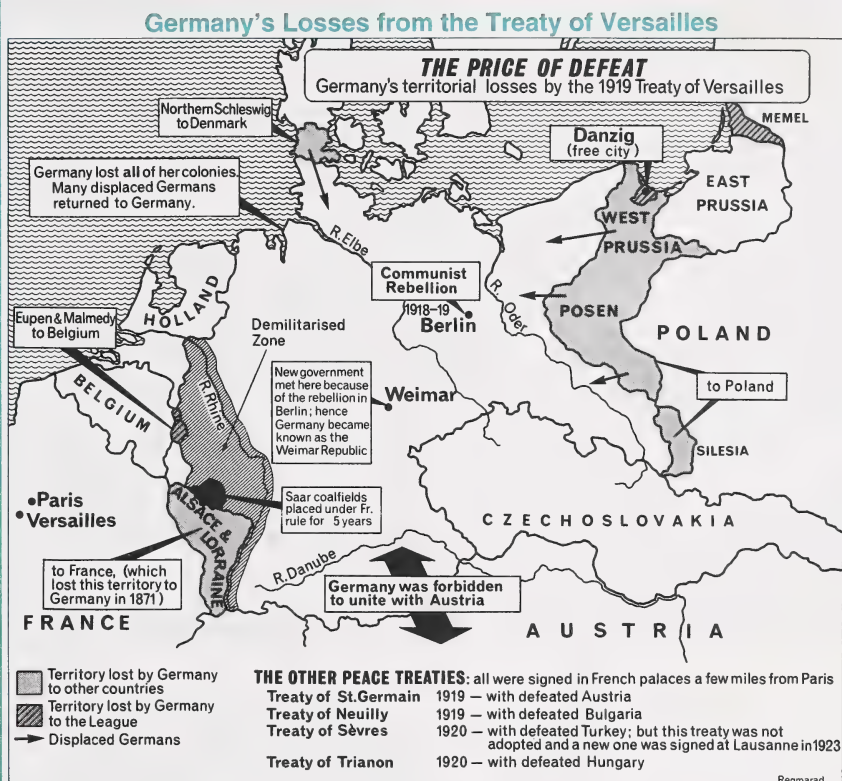 Germany's Losses from the Treaty of Versailles
THE PRICE OF DEFEAT
Germany's territorial losses by the 1919 Treaty of Versailles
Northern Schleswig
to Denmark
MEMEL
Danzig
(free city)
Germany lost all of her colonies.
Many displaced Germans
returned to Germany.
EAST
PRUSSIA
WEST
PRUSSIA
R.Elbe
Communist
Rebellion
1918-19
Berlin
R. Oder
POSEN
POLAND
HOLLAND
Eupen & Malmedy
to Belgium
Demilitarised
Zone
to Poland
BELGIUM
R.Rhine
New government
met here because
of the rebellion in
Berlin; hence
Germany became
known as the
Weimar Republic
Weimar
SILESIA
Paris
Versailles
ALSACE &
LORRAINE
Saar coalfields
placed under Fr.
rule for 5 years
CZECHOSLOVAKIA
to France, (which
lost this territory to
Germany in 1871)
R.Danube
Germany was forbidden
to unite with Austria
FRANCE
AUSTRIA
Territory lost by Germany
to other countries
Territory lost by Germany
to the League
Displaced Germans
THE OTHER PEACE TREATIES: all were signed in French palaces a few miles from Paris
Treaty of St.Germain 1919 — with defeated Austria
Treaty of Neuilly 1919 — with defeated Bulgaria
Treaty of Sèvres 1920 — with defeated Turkey; but this treaty was not
adopted and a new one was signed at Lausanne in 1923
Treaty of Trianon 1920 — with defeated Hungary